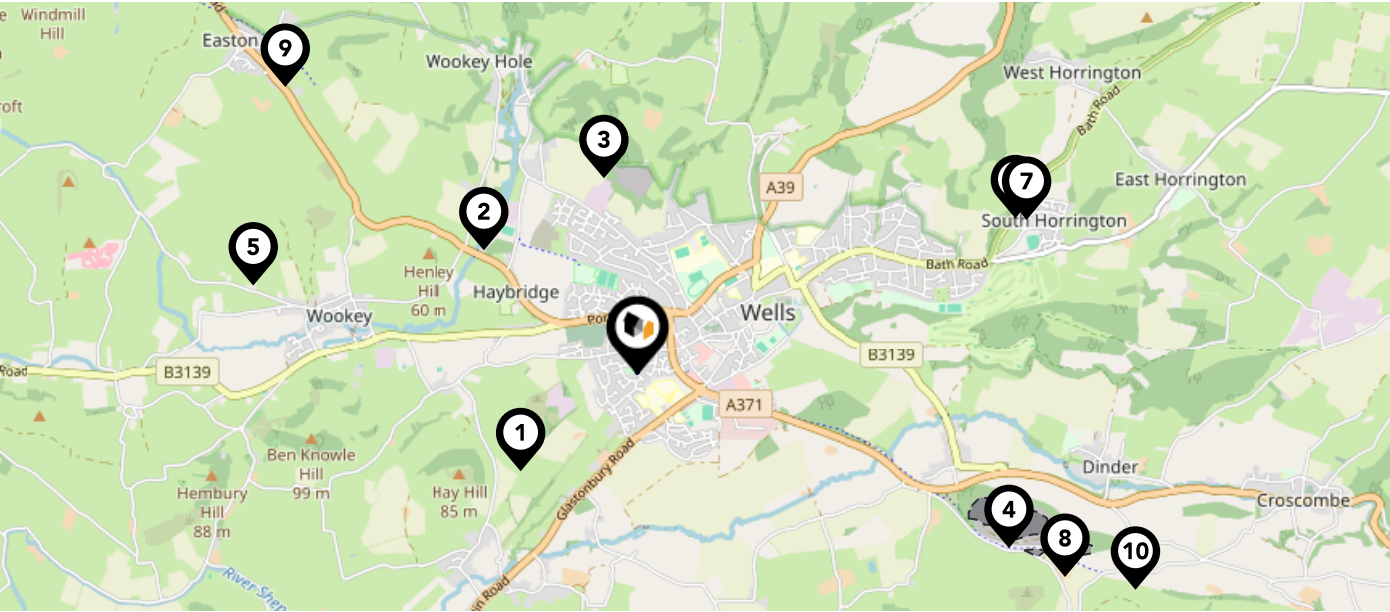 Windmill
Hill
Easton
9
Wookey Hole
West Horrington
Bath Road
3
A39
7
East Horrington
South Horrington
2
5
Henley
Hill
60 m
Haybridge
Bath Road
Wookey
Wells
B3139
B3139
Road
A371
1
Ben Knowle
Hill
99 m
Glastonbury Road
Hay Hill
85 m
Hembury
Hill
88 m
Dinder
Croscombe
4
8
10
River
Road